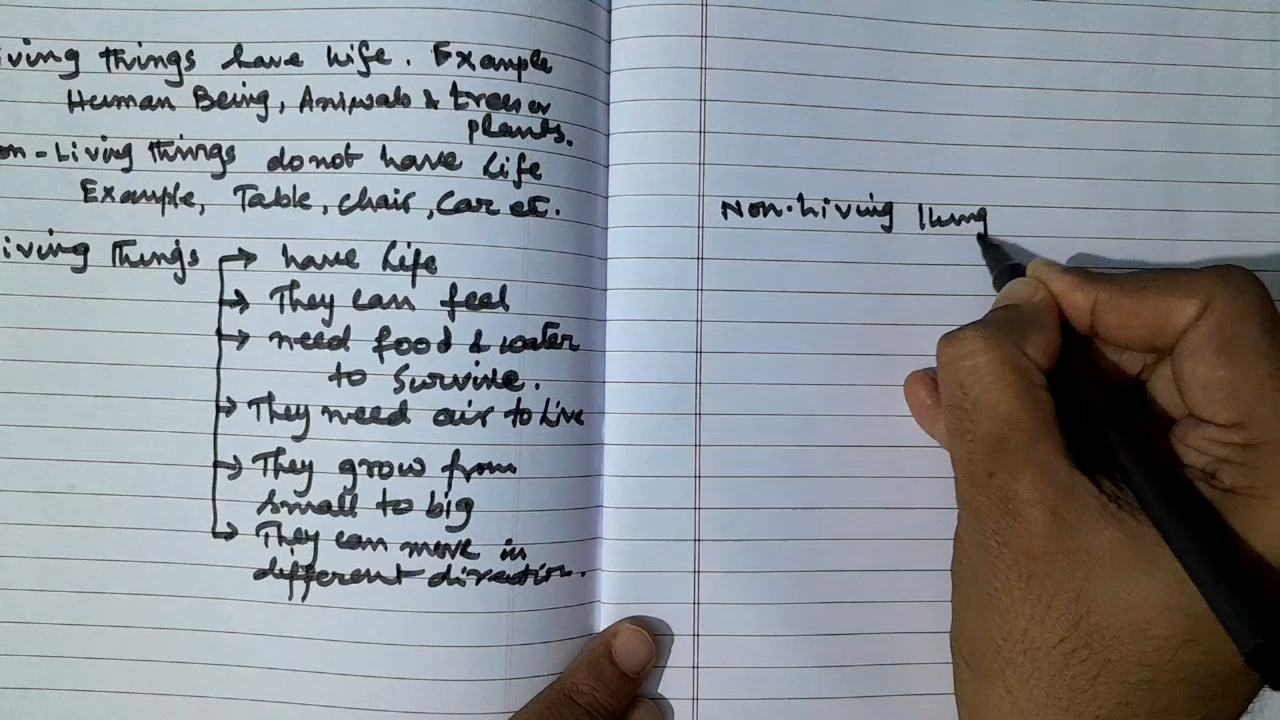 iving things have Life. Example
Human Being, Animals & trees or
plants.
on-Living things do not have Life
Example, Table, chair, Car etc.
iving Things → have Life
→ They can feel
→ need food & water
to survive.
→ They need air to Live
→ They grow from
small to big
→ They can move in
different direction.
Non-Living Thing